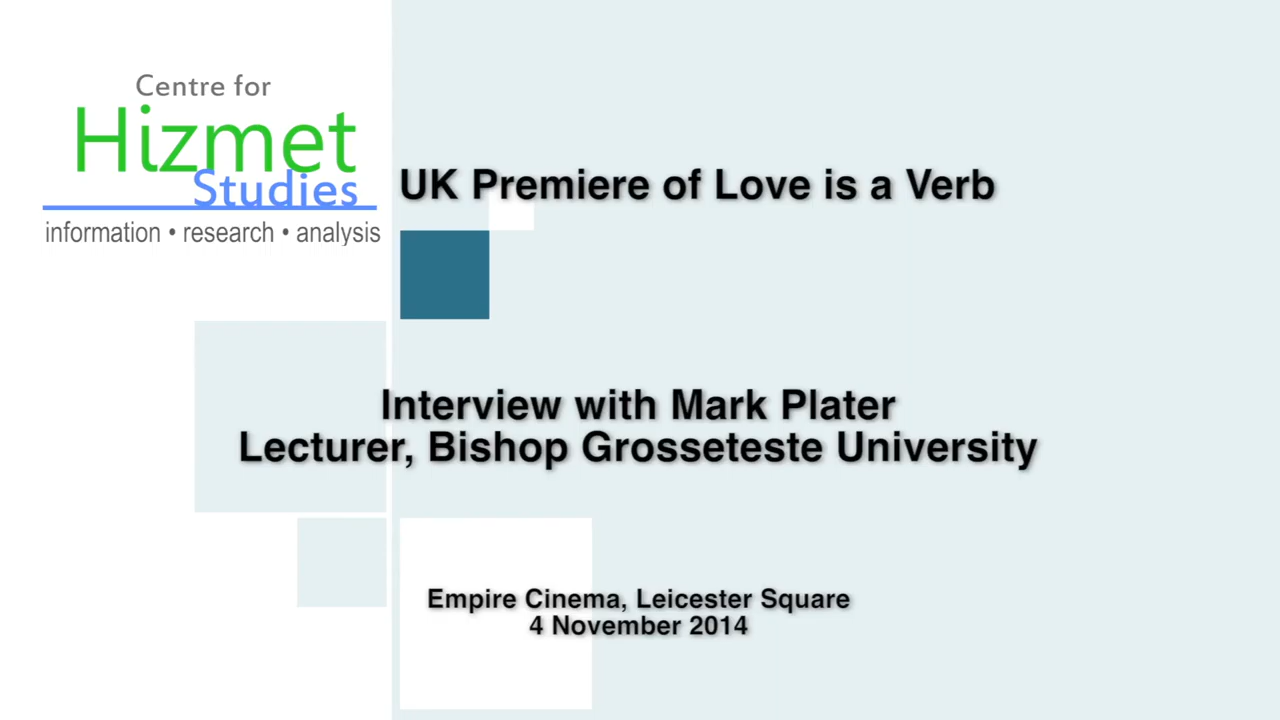 Centre for
Hizmet
Studies
information • research • analysis
UK Premiere of Love is a Verb
Interview with Mark Plater
Lecturer, Bishop Grosseteste University
Empire Cinema, Leicester Square
4 November 2014